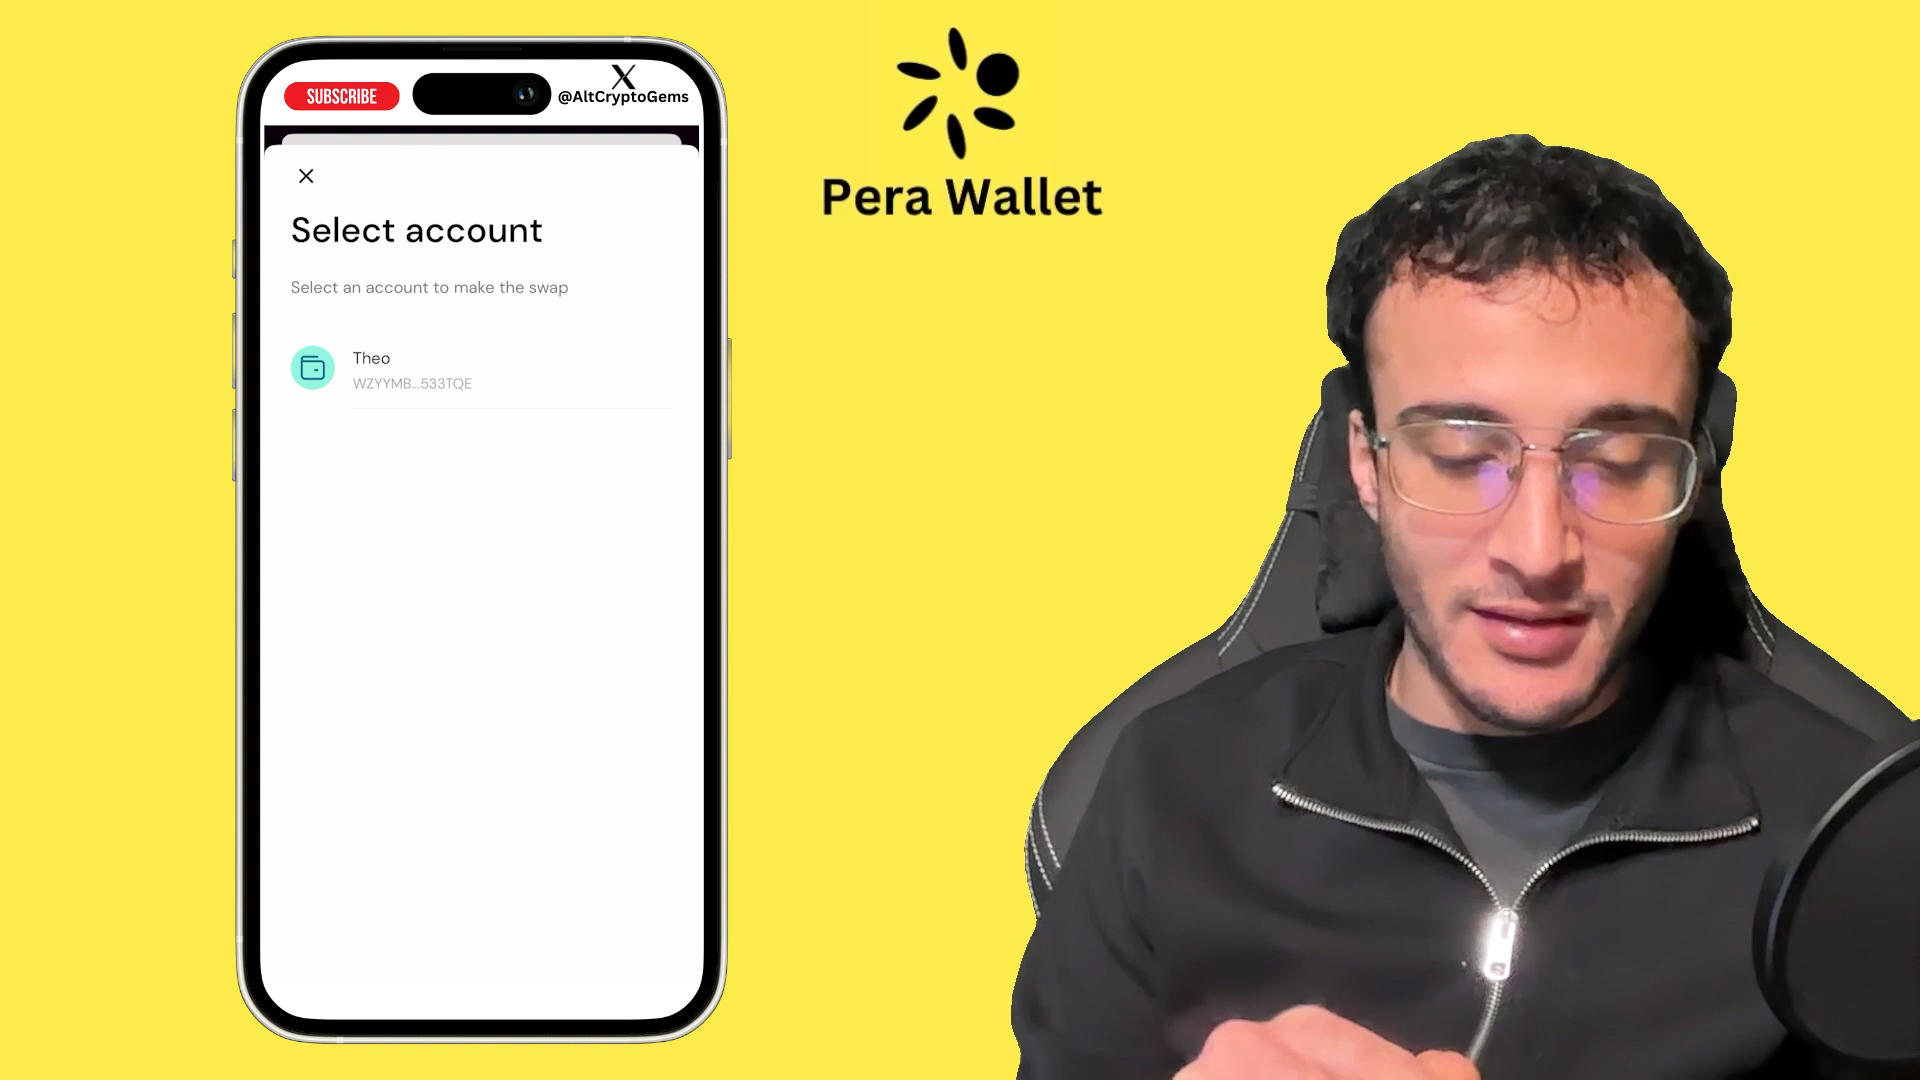 SUBSCRIBE
X
@AltCryptoGems
Select account
Select an account to make the swap
Theo
WZYYMB...533TQE
Pera Wallet